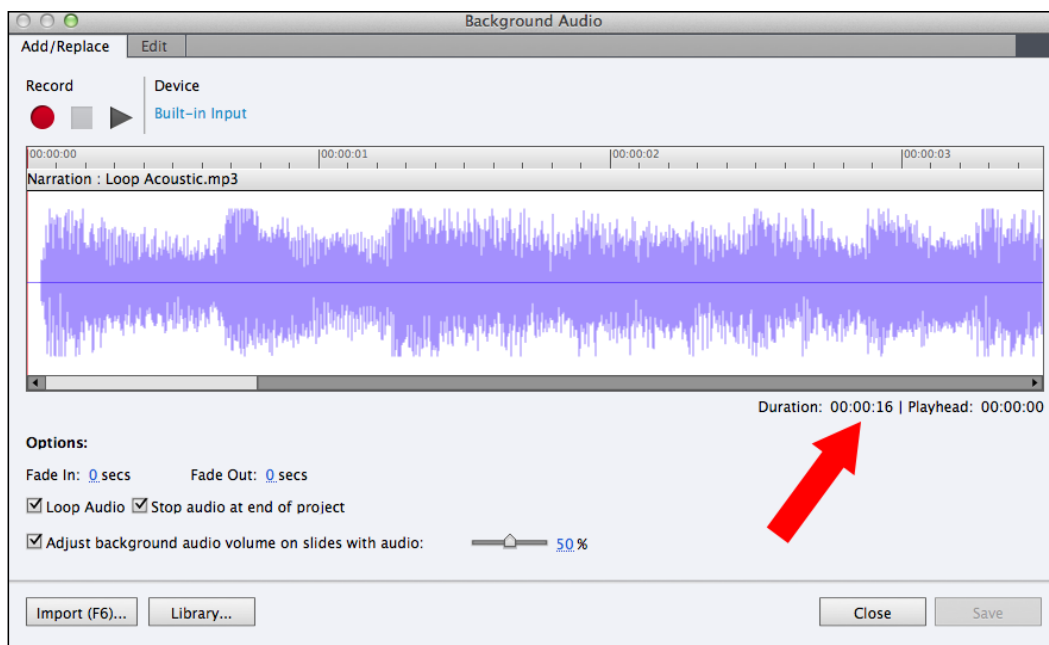 Background Audio
Add/Replace Edit
Record Device
Built-in Input
00:00:00 00:00:01 00:00:02 00:00:03
Narration : Loop Acoustic.mp3
Duration: 00:00:16 | Playhead: 00:00:00
Options:
Fade In: 0 secs Fade Out: 0 secs
Loop Audio Stop audio at end of project
Adjust background audio volume on slides with audio: 50 %
Import (F6)... Library... Close Save